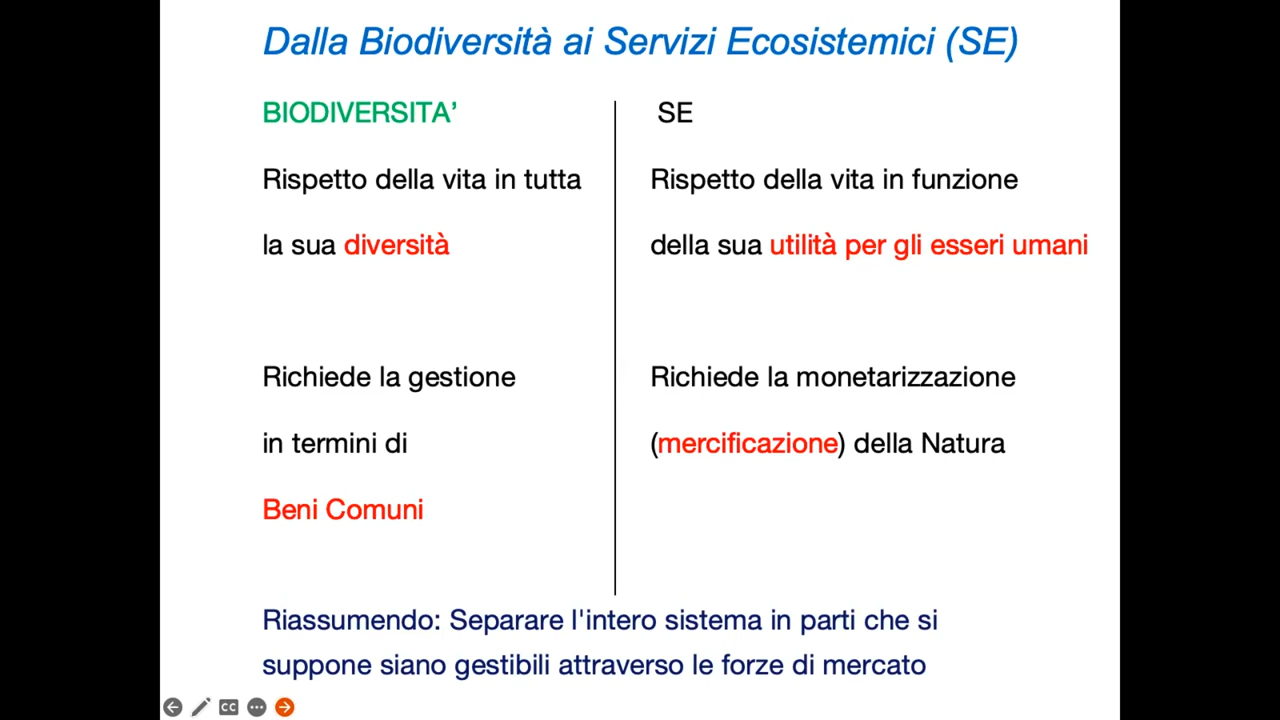 Dalla Biodiversità ai Servizi Ecosistemici (SE)
BIODIVERSITA’
Rispetto della vita in tutta
la sua diversità
Richiede la gestione
in termini di
Beni Comuni
SE
Rispetto della vita in funzione
della sua utilità per gli esseri umani
Richiede la monetarizzazione
(mercificazione) della Natura
Riassumendo: Separare l'intero sistema in parti che si
suppone siano gestibili attraverso le forze di mercato
CC